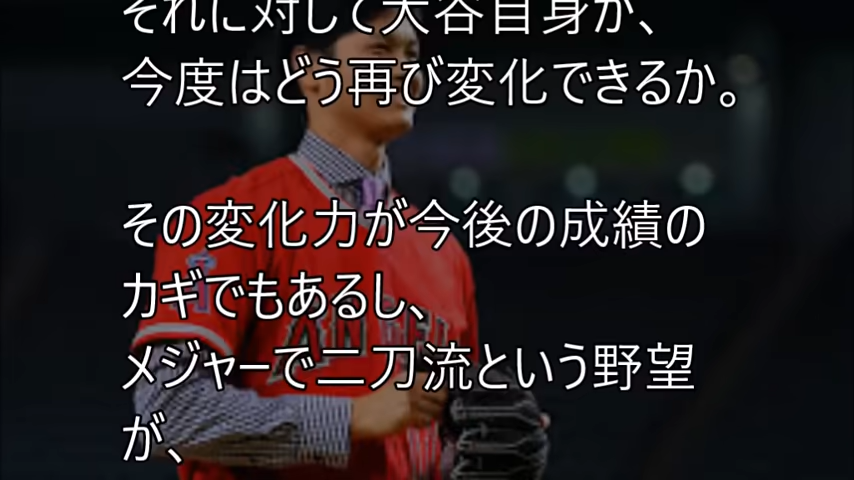 それに対して大谷自身が、
今度はどう再び変化できるか。
その変化力が今後の成績の
カギでもあるし、
メジャーで二刀流という野望
が、